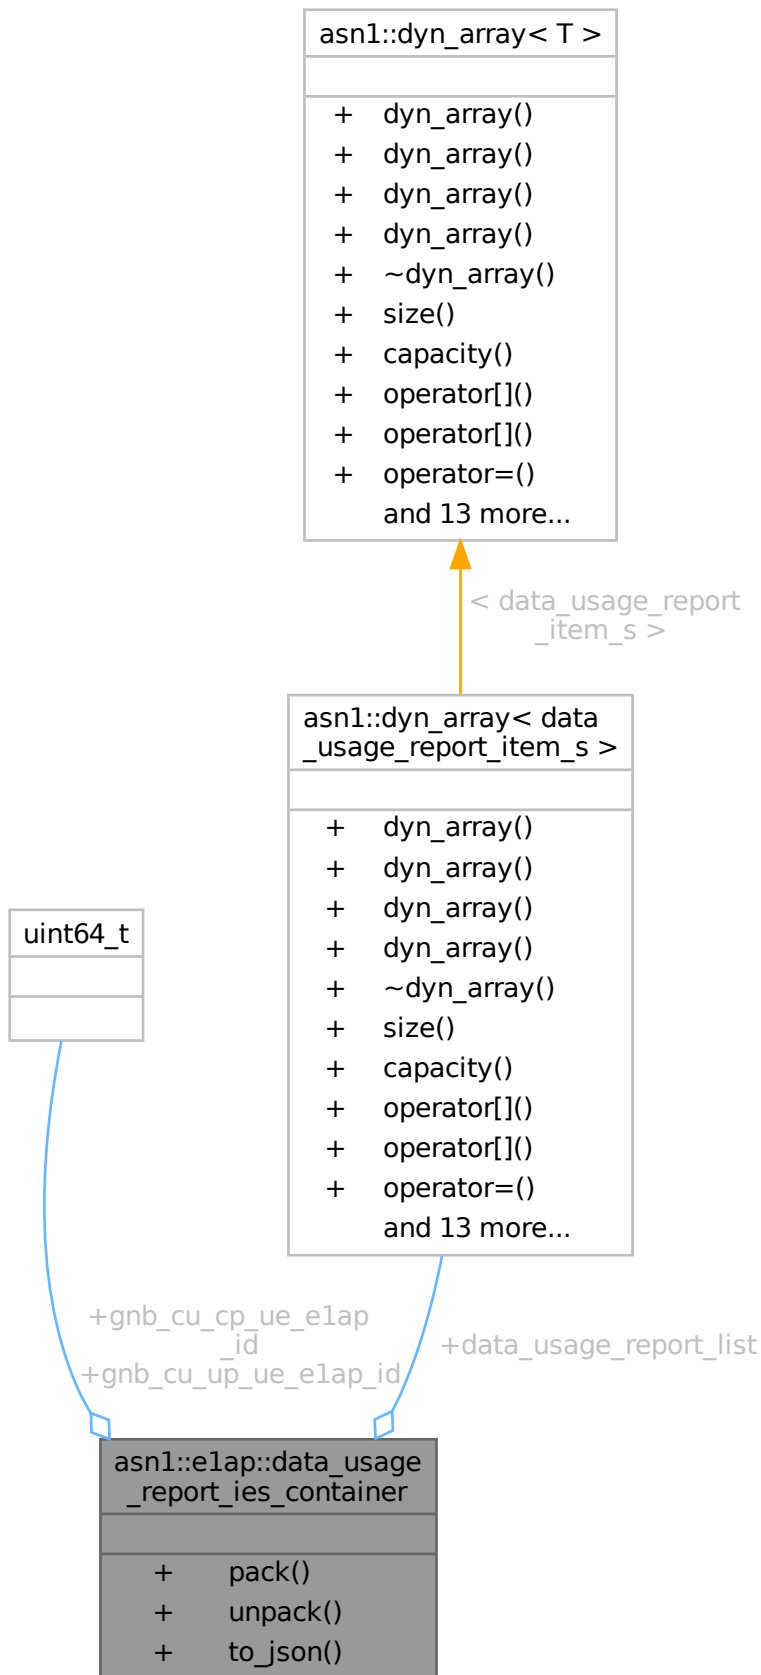 asn1::dyn_array< T >
+ dyn_array()
+ dyn_array()
+ dyn_array()
+ dyn_array()
+ ~dyn_array()
+ size()
+ capacity()
+ operator[]()
+ operator[]()
+ operator=()
and 13 more...
< data_usage_report
_item_s >
asn1::dyn_array< data
_usage_report_item_s >
+ dyn_array()
+ dyn_array()
+ dyn_array()
+ dyn_array()
+ ~dyn_array()
+ size()
+ capacity()
+ operator[]()
+ operator[]()
+ operator=()
and 13 more...
uint64_t
+gnb_cu_cp_ue_e1ap
_id
+gnb_cu_up_ue_e1ap_id
+data_usage_report_list
asn1::e1ap::data_usage
_report_ies_container
+ pack()
+ unpack()
+ to_json()